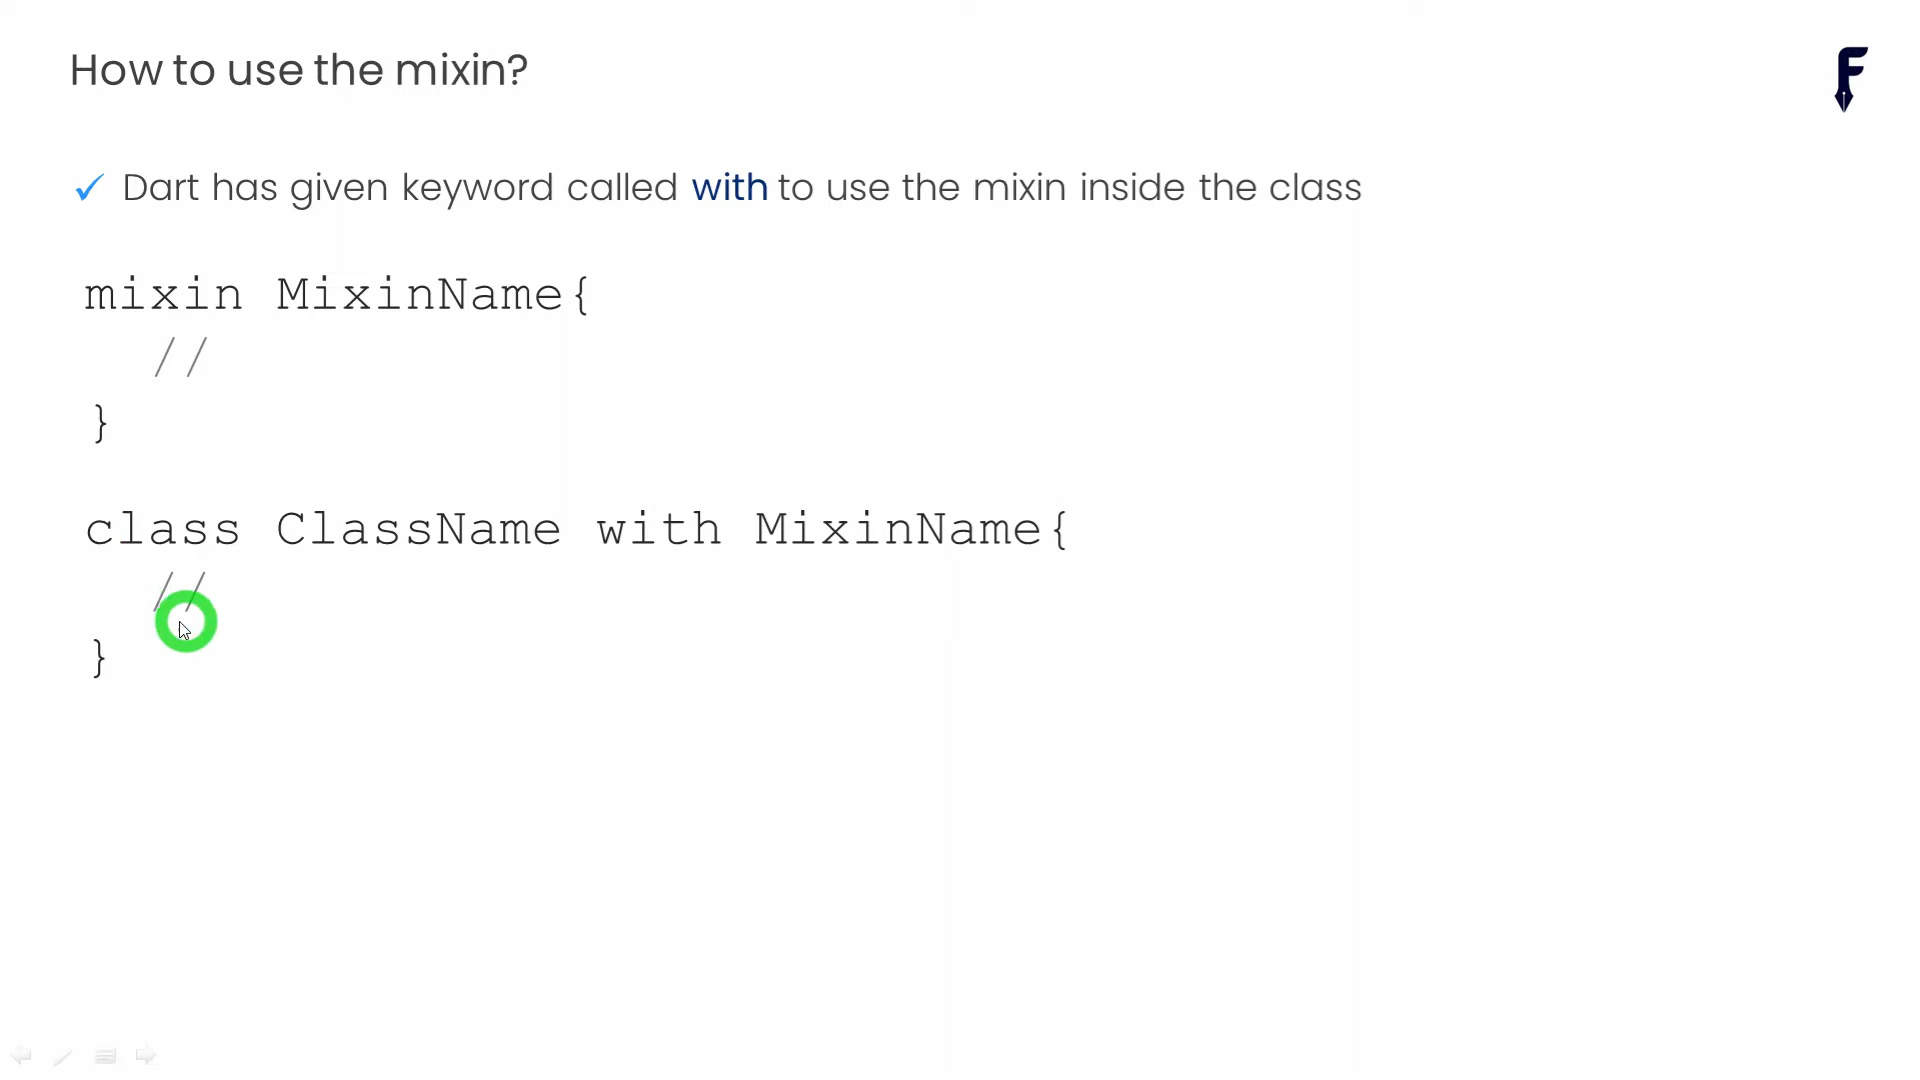 How to use the mixin?
✓ Dart has given keyword called with to use the mixin inside the class
mixin MixinName{
//
}
class ClassName with MixinName{
//
}